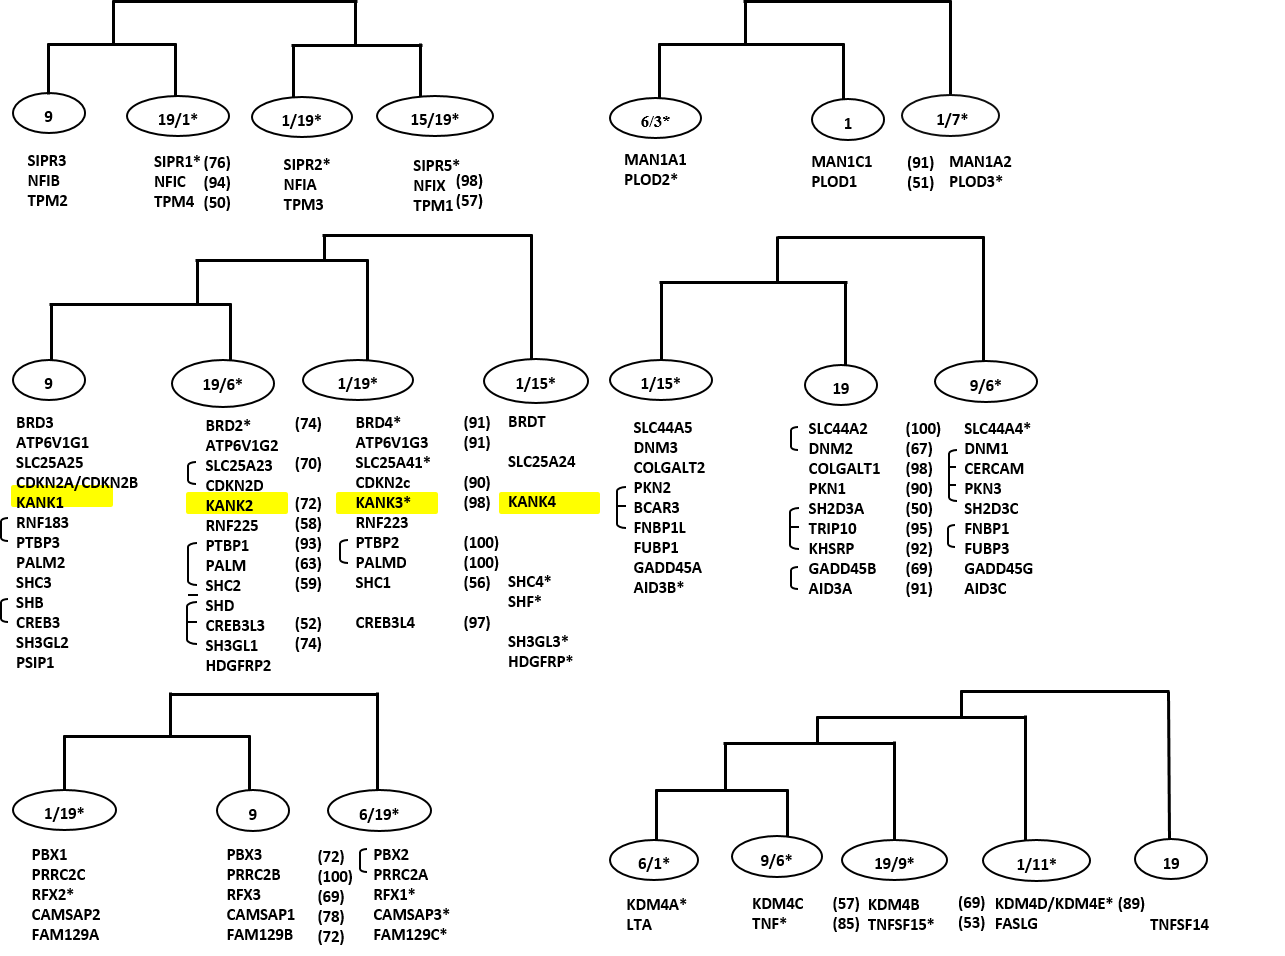 9 19/1* 1/19* 15/19*
SIPR3 SIPR1* (76) SIPR2* SIPR5*
NFIB NFIC (94) NFIA NFIX (98)
TPM2 TPM4 (50) TPM3 TPM1 (57)
6/3* 1 1/7*
MAN1A1 MAN1C1 (91) MAN1A2
PLOD2* PLOD1 (51) PLOD3*
9 19/6* 1/19* 1/15*
BRD3 BRD2* (74) BRD4* (91) BRDT
ATP6V1G1 ATP6V1G2 ATP6V1G3 (91)
SLC25A25 SLC25A23 (70) SLC25A41* SLC25A24
CDKN2A/CDKN2B CDKN2D CDKN2c (90)
KANK1 KANK2 (72) KANK3* (98) KANK4
RNF183 RNF225 (58) RNF223
PTBP3 PTBP1 (93) PTBP2 (100)
PALM2 PALM (63) PALMD (100)
SHC3 SHC2 (59) SHC1 (56) SHC4*
SHB SHD SHF*
CREB3 CREB3L3 (52) CREB3L4 (97)
SH3GL2 SH3GL1 (74) SH3GL3*
PSIP1 HDGFRP2 HDGFRP*
1/15* 19 9/6*
SLC44A5 SLC44A2 (100) SLC44A4*
DNM3 DNM2 (67) DNM1
COLGALT2 COLGALT1 (98) CERCAM
PKN2 PKN1 (90) PKN3
BCAR3 SH2D3A (50) SH2D3C
FNBP1L TRIP10 (95) FNBP1
FUBP1 KHSRP (92) FUBP3
GADD45A GADD45B (69) GADD45G
AID3B* AID3A (91) AID3C
1/19* 9 6/19*
PBX1 PBX3 (72) PBX2
PRRC2C PRRC2B (100) PRRC2A
RFX2* RFX3 (69) RFX1*
CAMSAP2 CAMSAP1 (78) CAMSAP3*
FAM129A FAM129B (72) FAM129C*
6/1* 9/6* 19/9* 1/11* 19
KDM4A* KDM4C (57) KDM4B (69) KDM4D/KDM4E* (89)
LTA TNF* (85) TNFSF15* (53) FASLG TNFSF14